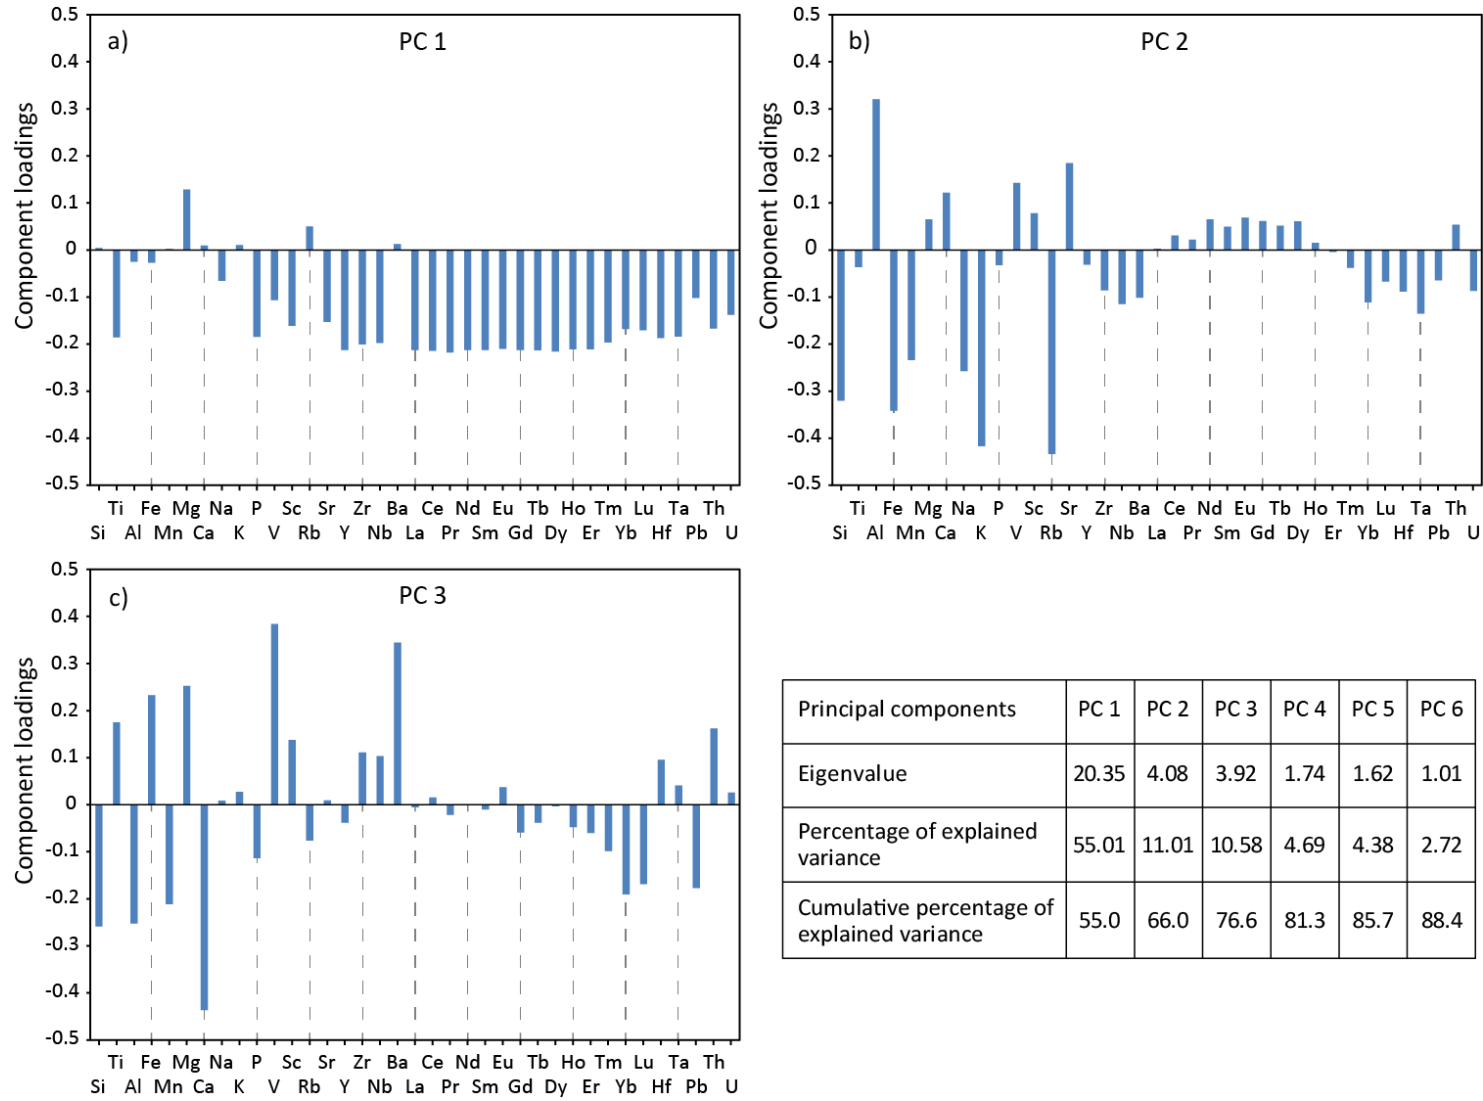 a) PC 1
Component loadings
0.5
0.4
0.3
0.2
0.1
0
-0.1
-0.2
-0.3
-0.4
-0.5
Ti Fe Mg Na P Sc Sr Zr Ba Ce Nd Eu Tb Ho Tm Lu Ta Th
Si Al Mn Ca K V Rb Y Nb La Pr Sm Gd Dy Er Yb Hf Pb U
b) PC 2
Component loadings
0.5
0.4
0.3
0.2
0.1
0
-0.1
-0.2
-0.3
-0.4
-0.5
Ti Fe Mg Na P Sc Sr Zr Ba Ce Nd Eu Tb Ho Tm Lu Ta Th
Si Al Mn Ca K V Rb Y Nb La Pr Sm Gd Dy Er Yb Hf Pb U
c) PC 3
Component loadings
0.5
0.4
0.3
0.2
0.1
0
-0.1
-0.2
-0.3
-0.4
-0.5
Ti Fe Mg Na P Sc Sr Zr Ba Ce Nd Eu Tb Ho Tm Lu Ta Th
Si Al Mn Ca K V Rb Y Nb La Pr Sm Gd Dy Er Yb Hf Pb U
Principal components PC 1 PC 2 PC 3 PC 4 PC 5 PC 6
Eigenvalue 20.35 4.08 3.92 1.74 1.62 1.01
Percentage of explained
variance 55.01 11.01 10.58 4.69 4.38 2.72
Cumulative percentage of
explained variance 55.0 66.0 76.6 81.3 85.7 88.4